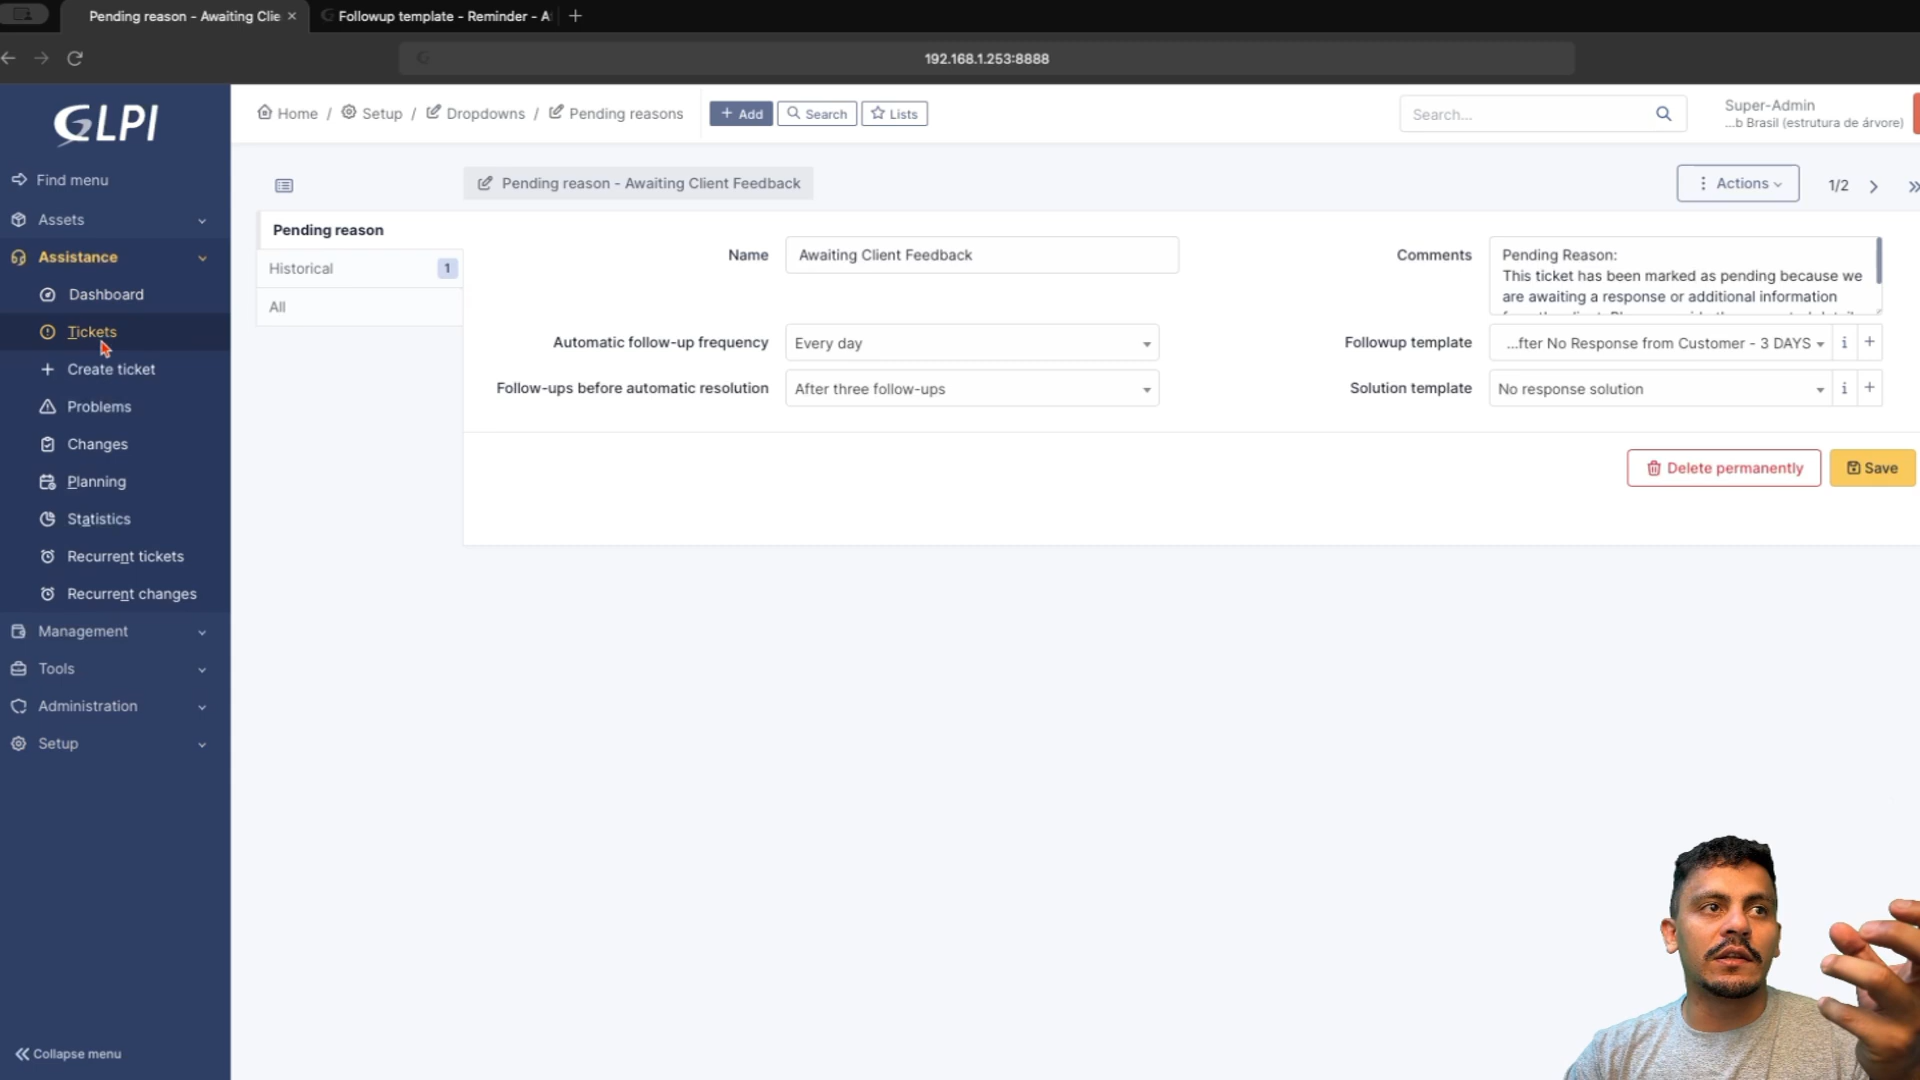 Pending reason - Awaiting Clie
Followup template - Reminder - A
192.168.1.253:8888
GLPI
Home / Setup / Dropdowns / Pending reasons
Add
Search
Lists
Search...
Super-Admin
...b Brasil (estrutura de árvore)
Find menu
Assets
Assistance
Dashboard
Tickets
Create ticket
Problems
Changes
Planning
Statistics
Recurrent tickets
Recurrent changes
Management
Tools
Administration
Setup
Collapse menu
Pending reason - Awaiting Client Feedback
Actions
1/2
Pending reason
Historical 1
All
Name Awaiting Client Feedback
Comments Pending Reason:
This ticket has been marked as pending because we
are awaiting a response or additional information
Automatic follow-up frequency Every day
Followup template ...fter No Response from Customer - 3 DAYS
Follow-ups before automatic resolution After three follow-ups
Solution template No response solution
Delete permanently
Save